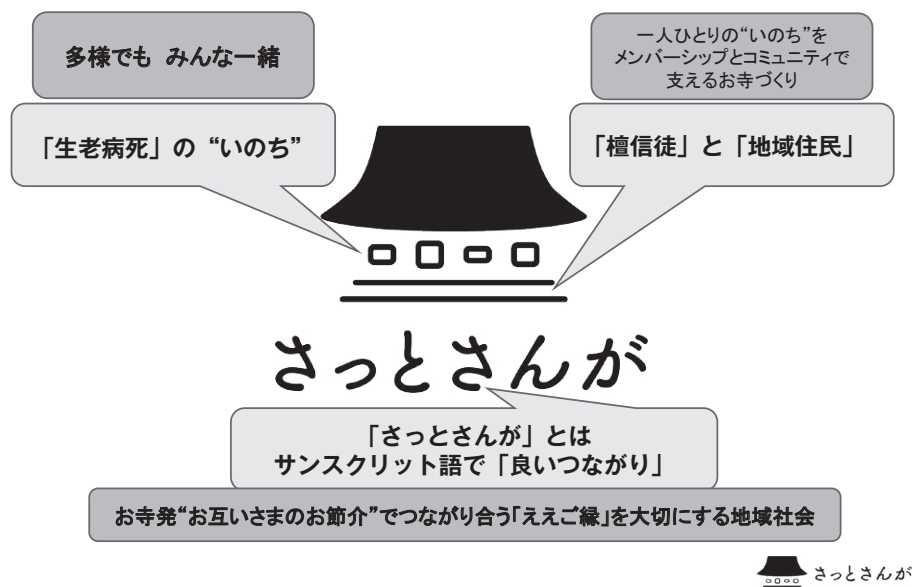 多様でも みんな一緒
「生老病死」の “いのち”
一人ひとりの“いのち”を
メンバーシップとコミュニティで
支えるお寺づくり
「檀信徒」と「地域住民」
さっとさんが
「さっとさんが」とは
サンスクリット語で「良いつながり」
お寺発“お互いさまのお節介”でつながり合う「ええご縁」を大切にする地域社会
さっとさんが